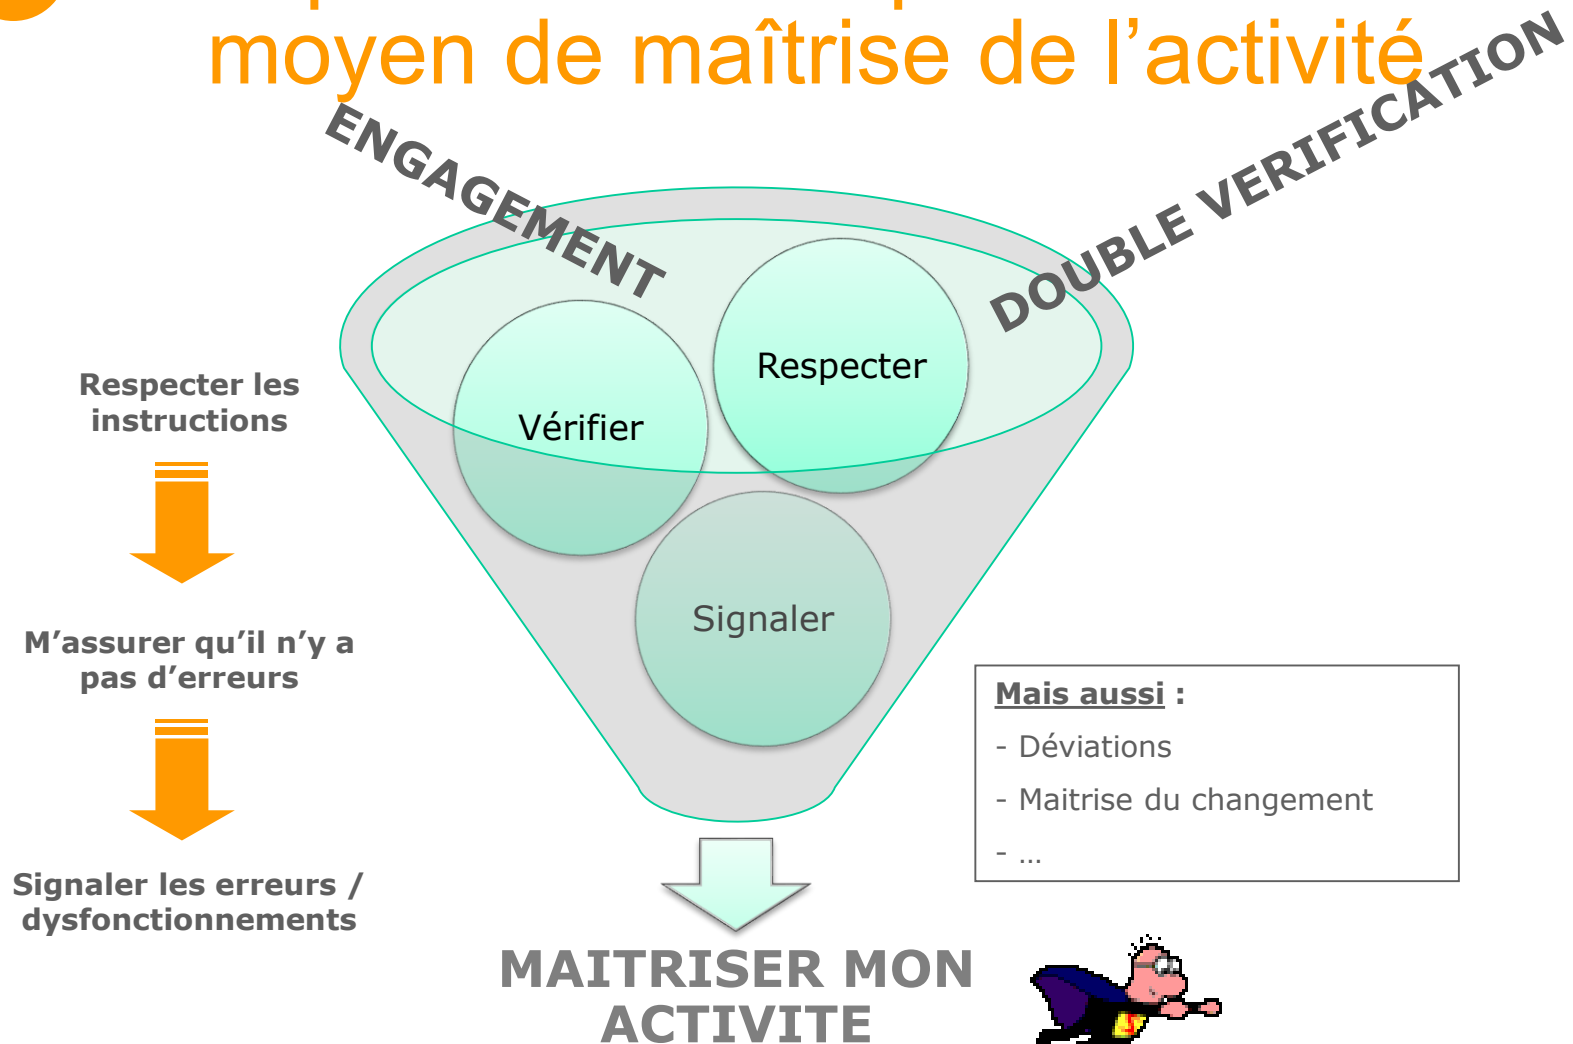 moyen de maîtrise de l’activité
ENGAGEMENT
DOUBLE VERIFICATION
Respecter
Vérifier
Signaler
Respecter les
instructions
M’assurer qu’il n’y a
pas d’erreurs
Signaler les erreurs /
dysfonctionnements
Mais aussi :
- Déviations
- Maitrise du changement
- …
MAITRISER MON
ACTIVITE